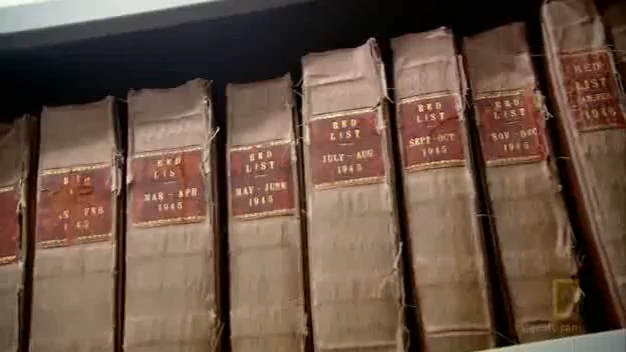 RED
LIST
MAR - APR
1945
RED
LIST
MAY - JUNE
1945
RED
LIST
JULY - AUG
1945
RED
LIST
SEPT - OCT
1945
RED
LIST
NOV - DEC
1945
RED
LIST